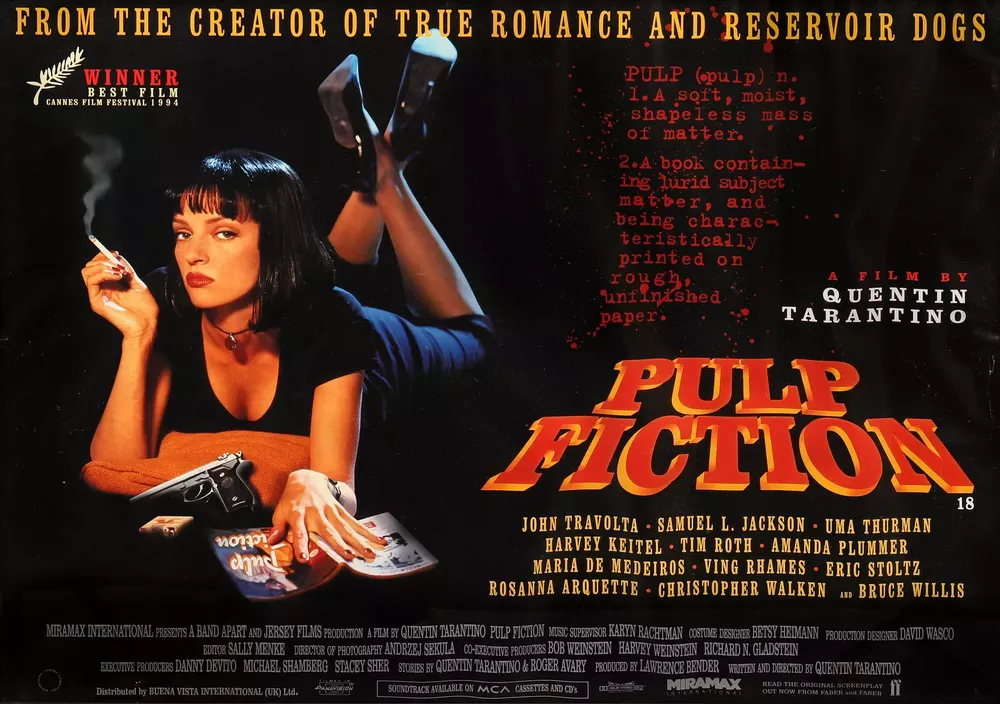 FROM THE CREATOR OF TRUE ROMANCE AND RESERVOIR DOGS
WINNER
BEST FILM
CANNES FILM FESTIVAL 1994
PULP (pulp) n.
1. A soft, moist,
shapeless mass
of matter.
2. A book contain-
ing lurid subject
matter, and
being charac-
teristically
printed on
rough,
unfinished
paper.
A FILM BY
QUENTIN
TARANTINO
PULP
FICTION
18
JOHN TRAVOLTA • SAMUEL L. JACKSON • UMA THURMAN
HARVEY KEITEL • TIM ROTH • AMANDA PLUMMER
MARIA DE MEDEIROS • VING RHAMES • ERIC STOLTZ
ROSANNA ARQUETTE • CHRISTOPHER WALKEN AND BRUCE WILLIS
pulp
fiction
MIRAMAX INTERNATIONAL PRESENTS A BAND APART AND JERSEY FILMS PRODUCTION A FILM BY QUENTIN TARANTINO PULP FICTION MUSIC SUPERVISOR KARYN RACHTMAN COSTUME DESIGNER BETSY HEIMANN PRODUCTION DESIGNER DAVID WASCO
EDITOR SALLY MENKE DIRECTOR OF PHOTOGRAPHY ANDRZEJ SEKULA CO-EXECUTIVE PRODUCERS BOB WEINSTEIN HARVEY WEINSTEIN RICHARD N. GLADSTEIN
EXECUTIVE PRODUCERS DANNY DEVITO MICHAEL SHAMBERG STACEY SHER STORIES BY QUENTIN TARANTINO & ROGER AVARY PRODUCED BY LAWRENCE BENDER WRITTEN AND DIRECTED BY QUENTIN TARANTINO
Distributed by BUENA VISTA INTERNATIONAL (UK) Ltd.
PANAVISION
SOUNDTRACK AVAILABLE ON MCA CASSETTES AND CD's
MIRAMAX
INTERNATIONAL
READ THE ORIGINAL SCREENPLAY
OUT NOW FROM FABER and FABER
ff